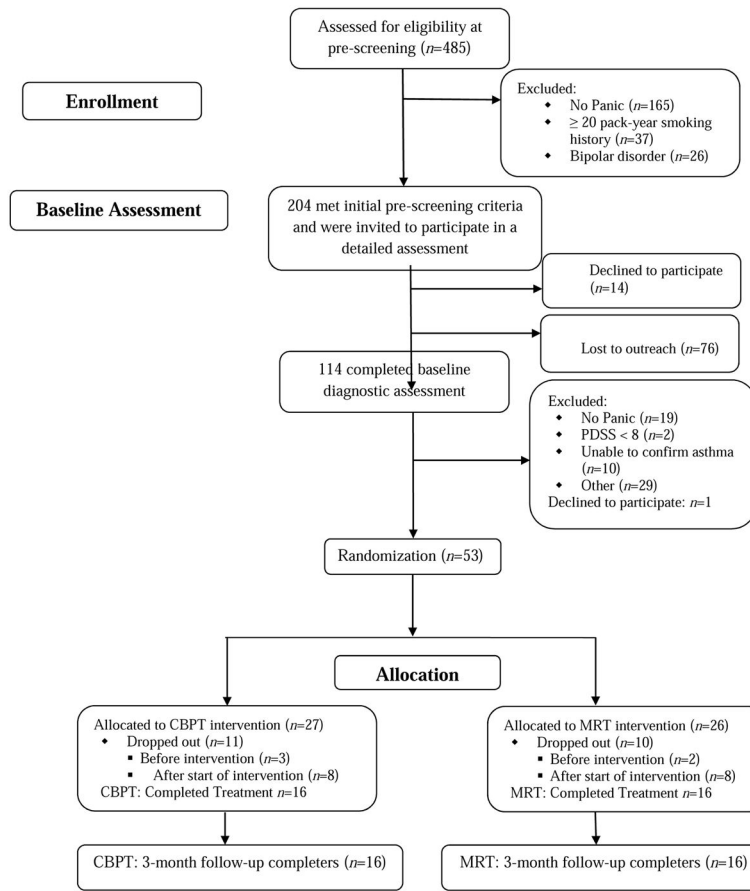 Assessed for eligibility at
pre-screening (n=485)
Enrollment
Excluded:
◆ No Panic (n=165)
◆ ≥ 20 pack-year smoking
history (n=37)
◆ Bipolar disorder (n=26)
Baseline Assessment
204 met initial pre-screening criteria
and were invited to participate in a
detailed assessment
Declined to participate
(n=14)
Lost to outreach (n=76)
114 completed baseline
diagnostic assessment
Excluded:
◆ No Panic (n=19)
◆ PDSS < 8 (n=2)
◆ Unable to confirm asthma
(n=10)
◆ Other (n=29)
Declined to participate: n=1
Randomization (n=53)
Allocation
Allocated to CBPT intervention (n=27)
◆ Dropped out (n=11)
▪ Before intervention (n=3)
▪ After start of intervention (n=8)
CBPT: Completed Treatment n=16
Allocated to MRT intervention (n=26)
◆ Dropped out (n=10)
▪ Before intervention (n=2)
▪ After start of intervention (n=8)
MRT: Completed Treatment n=16
CBPT: 3-month follow-up completers (n=16)
MRT: 3-month follow-up completers (n=16)